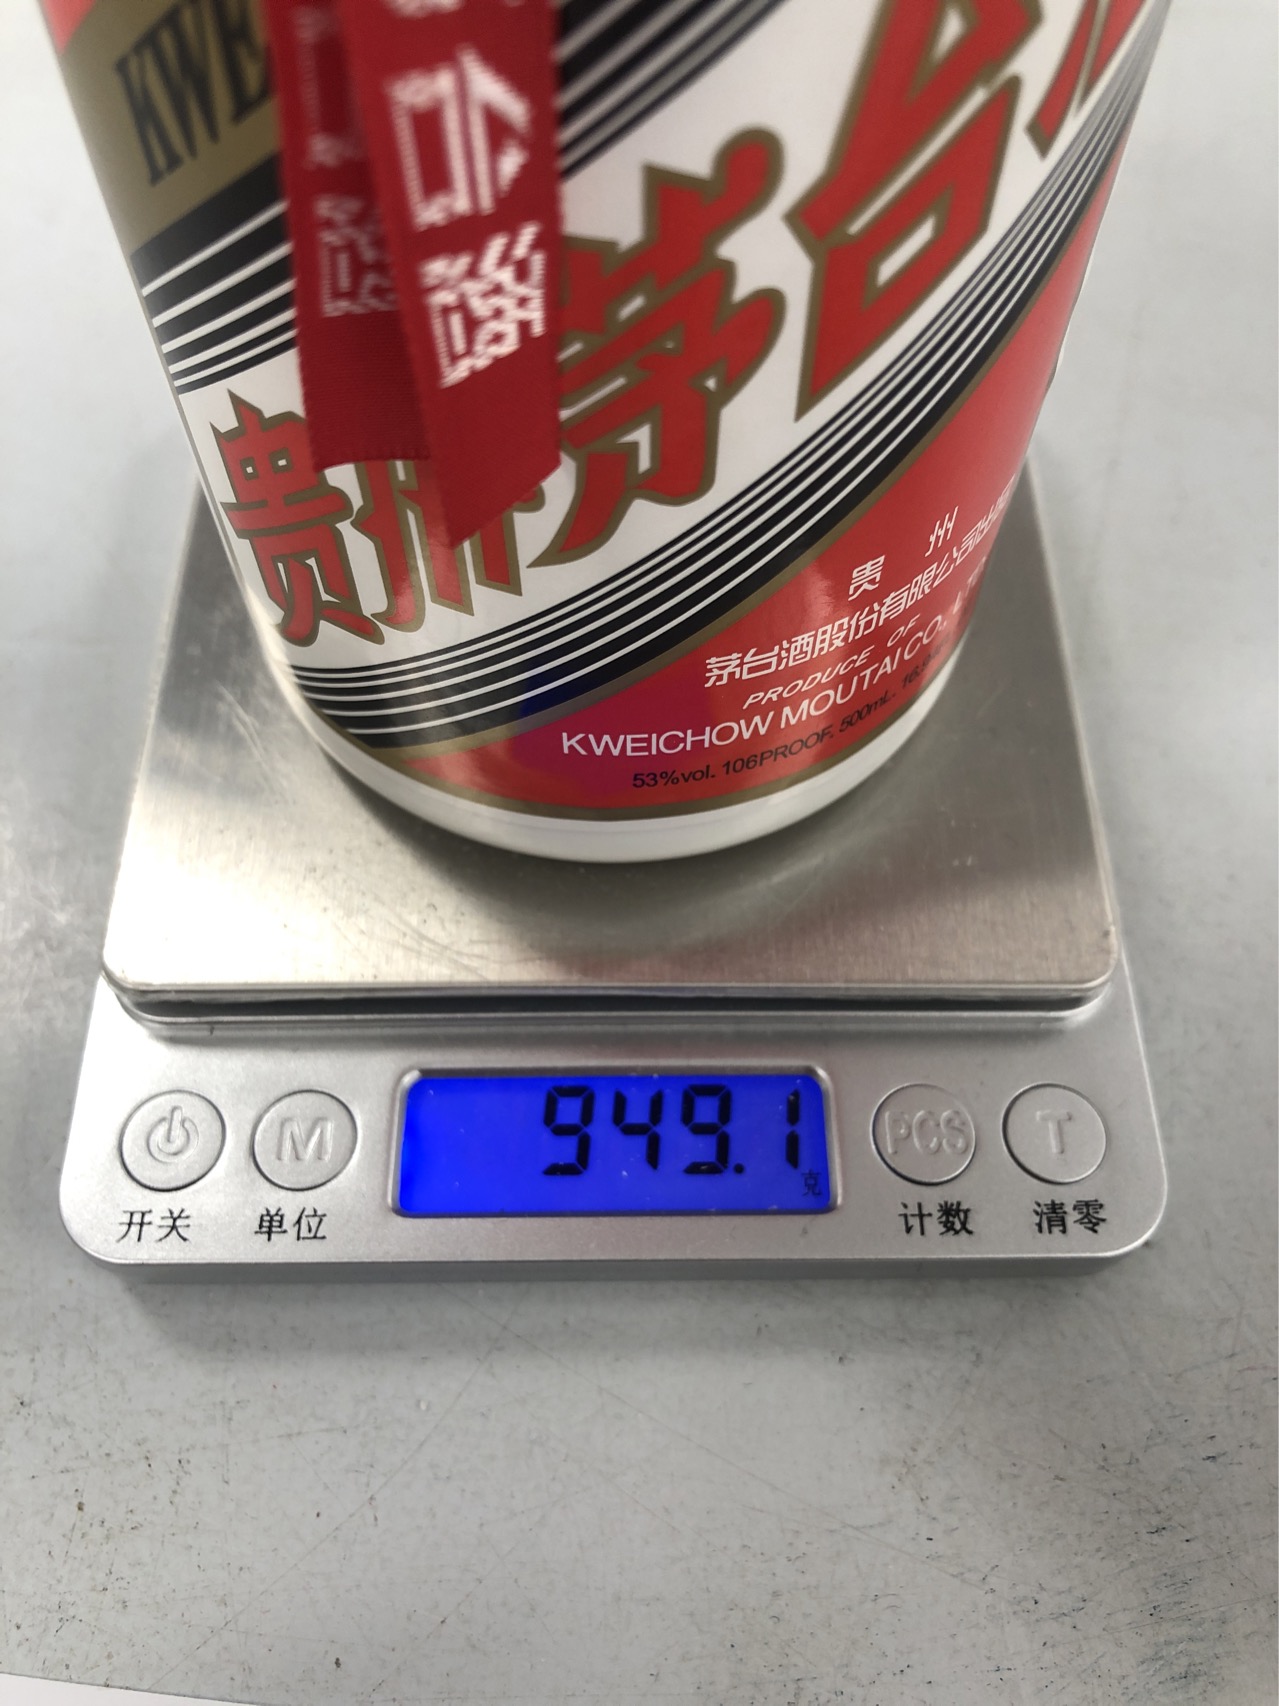 KWE
贵州茅台
贵州
茅台酒股份有限公司出品
PRODUCE OF
KWEICHOW MOUTAI CO., LTD
53%vol. 106PROOF. 500mL.
949.1
克
M
PCS
T
开关
单位
计数
清零